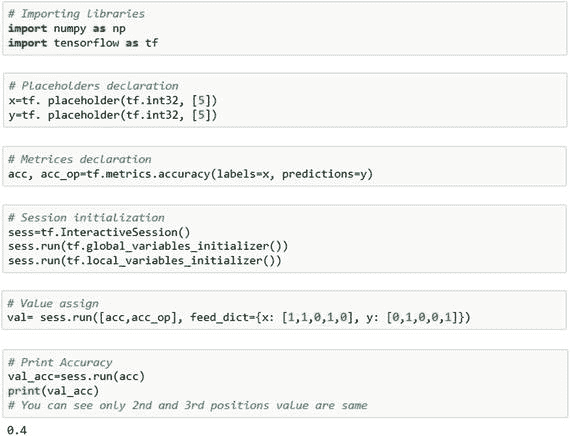 # Importing libraries
import numpy as np
import tensorflow as tf
# Placeholders declaration
x=tf. placeholder(tf.int32, [5])
y=tf. placeholder(tf.int32, [5])
# Metrices declaration
acc, acc_op=tf.metrics.accuracy(labels=x, predictions=y)
# Session initialization
sess=tf.InteractiveSession()
sess.run(tf.global_variables_initializer())
sess.run(tf.local_variables_initializer())
# Value assign
val= sess.run([acc,acc_op], feed_dict={x: [1,1,0,1,0], y: [0,1,0,0,1]})
# Print Accuracy
val_acc=sess.run(acc)
print(val_acc)
# You can see only 2nd and 3rd positions value are same
0.4